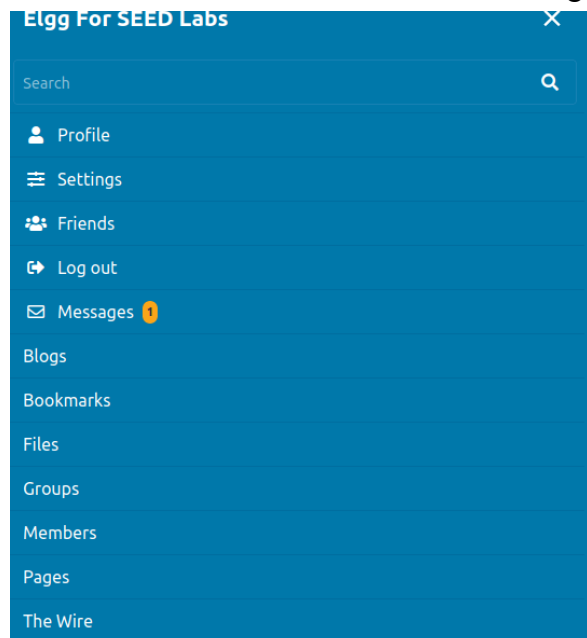 Elgg For SEED Labs
Search
Profile
Settings
Friends
Log out
Messages 1
Blogs
Bookmarks
Files
Groups
Members
Pages
The Wire